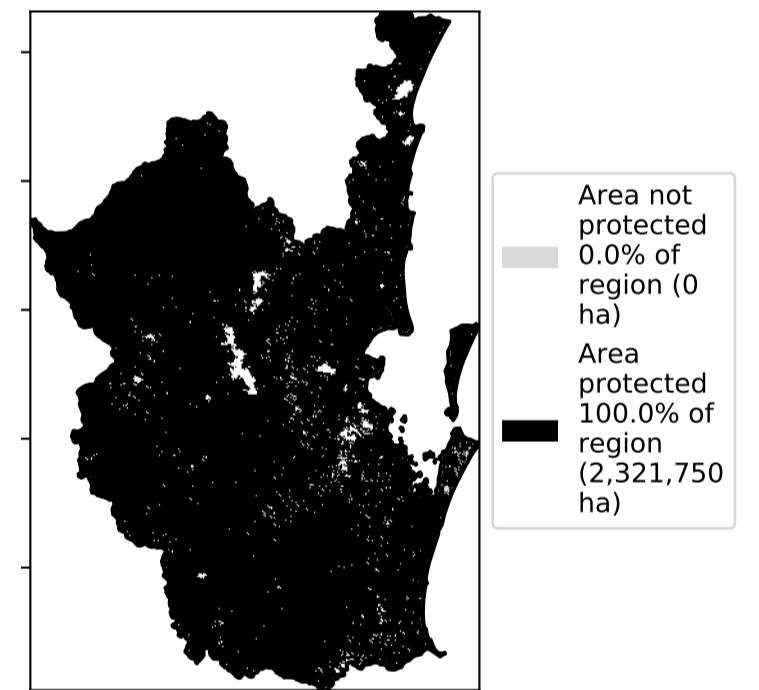 Area not
protected
0.0% of
region (0
ha)
Area
protected
100.0% of
region
(2,321,750
ha)